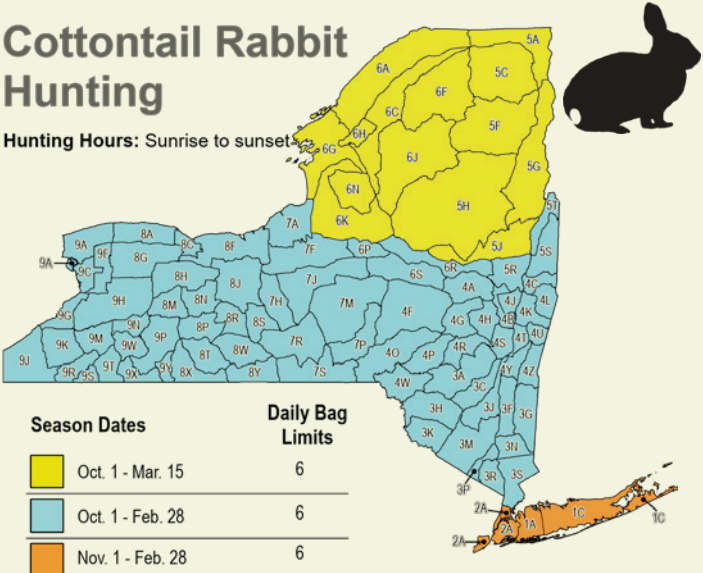 Cottontail Rabbit
Hunting
Hunting Hours: Sunrise to sunset
5A
6A
5C
6F
6C
5F
6H
6G
6J
5G
6N
5H
6K
5T
7A
8A
9A
8C
8F
7F
6P
5J
5S
9F
8G
9A
9C
6R
5R
6S
8H
7J
8J
4A
4C
9H
8M
8N
7H
7M
4J
4L
4F
4K
9G
8R
8S
4G
4H
4B
9N
8P
4U
9M
9P
9K
9W
7R
7P
4R
4S
4T
8W
8T
4O
4P
9J
9T
9Y
4Y
4Z
9R
9S
9X
8X
8Y
7S
4W
3A
3C
3H
3J
3F
3G
3K
3M
3N
3R
3S
3P
2A
1C
1C
2A
1A
2A
Season Dates
Daily Bag
Limits
Oct. 1 - Mar. 15
6
Oct. 1 - Feb. 28
6
Nov. 1 - Feb. 28
6